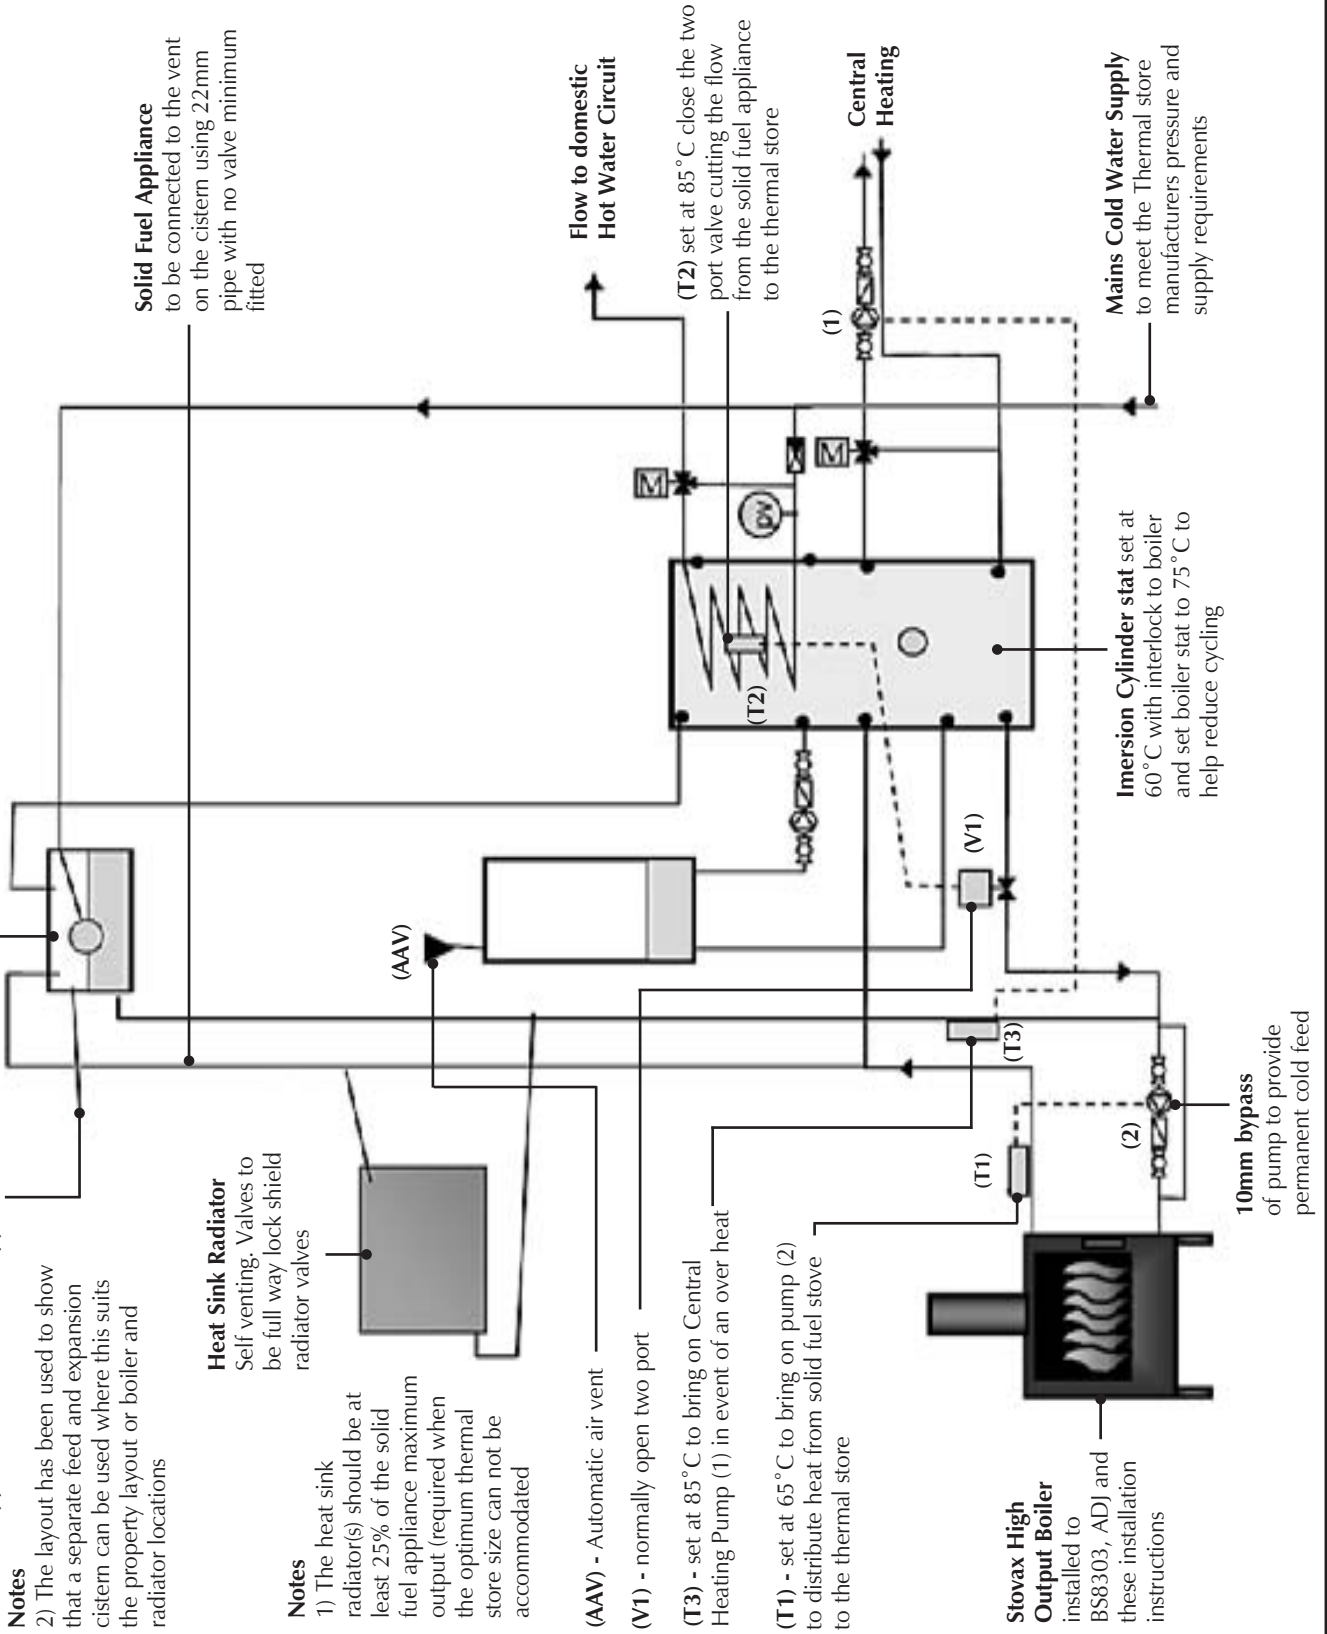 Notes
2) The layout has been used to show
that a separate feed and expansion
cistern can be used where this suits
the property layout or boiler and
radiator locations
Solid Fuel Appliance
to be connected to the vent
on the cistern using 22mm
pipe with no valve minimum
fitted
Heat Sink Radiator
Self venting. Valves to
be full way lock shield
radiator valves
Notes
1) The heat sink
radiator(s) should be at
least 25% of the solid
fuel appliance maximum
output (required when
the optimum thermal
store size can not be
accommodated
(AAV)
Flow to domestic
Hot Water Circuit
(T2) set at 85°C close the two
port valve cutting the flow
from the solid fuel appliance
to the thermal store
M
pv
M
(1)
Central
Heating
(T2)
(AAV) - Automatic air vent
(V1) - normally open two port
(V1)
(T3) - set at 85°C to bring on Central
Heating Pump (1) in event of an over heat
(T3)
(T1) - set at 65°C to bring on pump (2)
to distribute heat from solid fuel stove
to the thermal store
(T1)
(2)
Mains Cold Water Supply
to meet the Thermal store
manufacturers pressure and
supply requirements
Imersion Cylinder stat set at
60°C with interlock to boiler
and set boiler stat to 75°C to
help reduce cycling
Stovax High
Output Boiler
installed to
BS8303, ADJ and
these installation
instructions
10mm bypass
of pump to provide
permanent cold feed